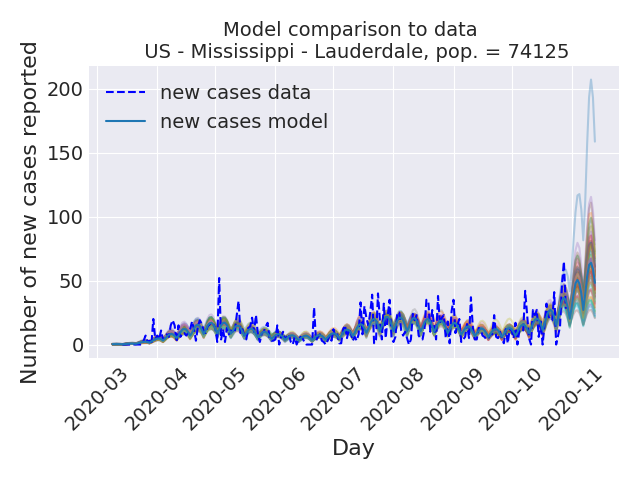 Model comparison to data
US - Mississippi - Lauderdale, pop. = 74125
Number of new cases reported
200
150
100
50
0
new cases data
new cases model
2020-03
2020-04
2020-05
2020-06
2020-07
2020-08
2020-09
2020-10
2020-11
Day